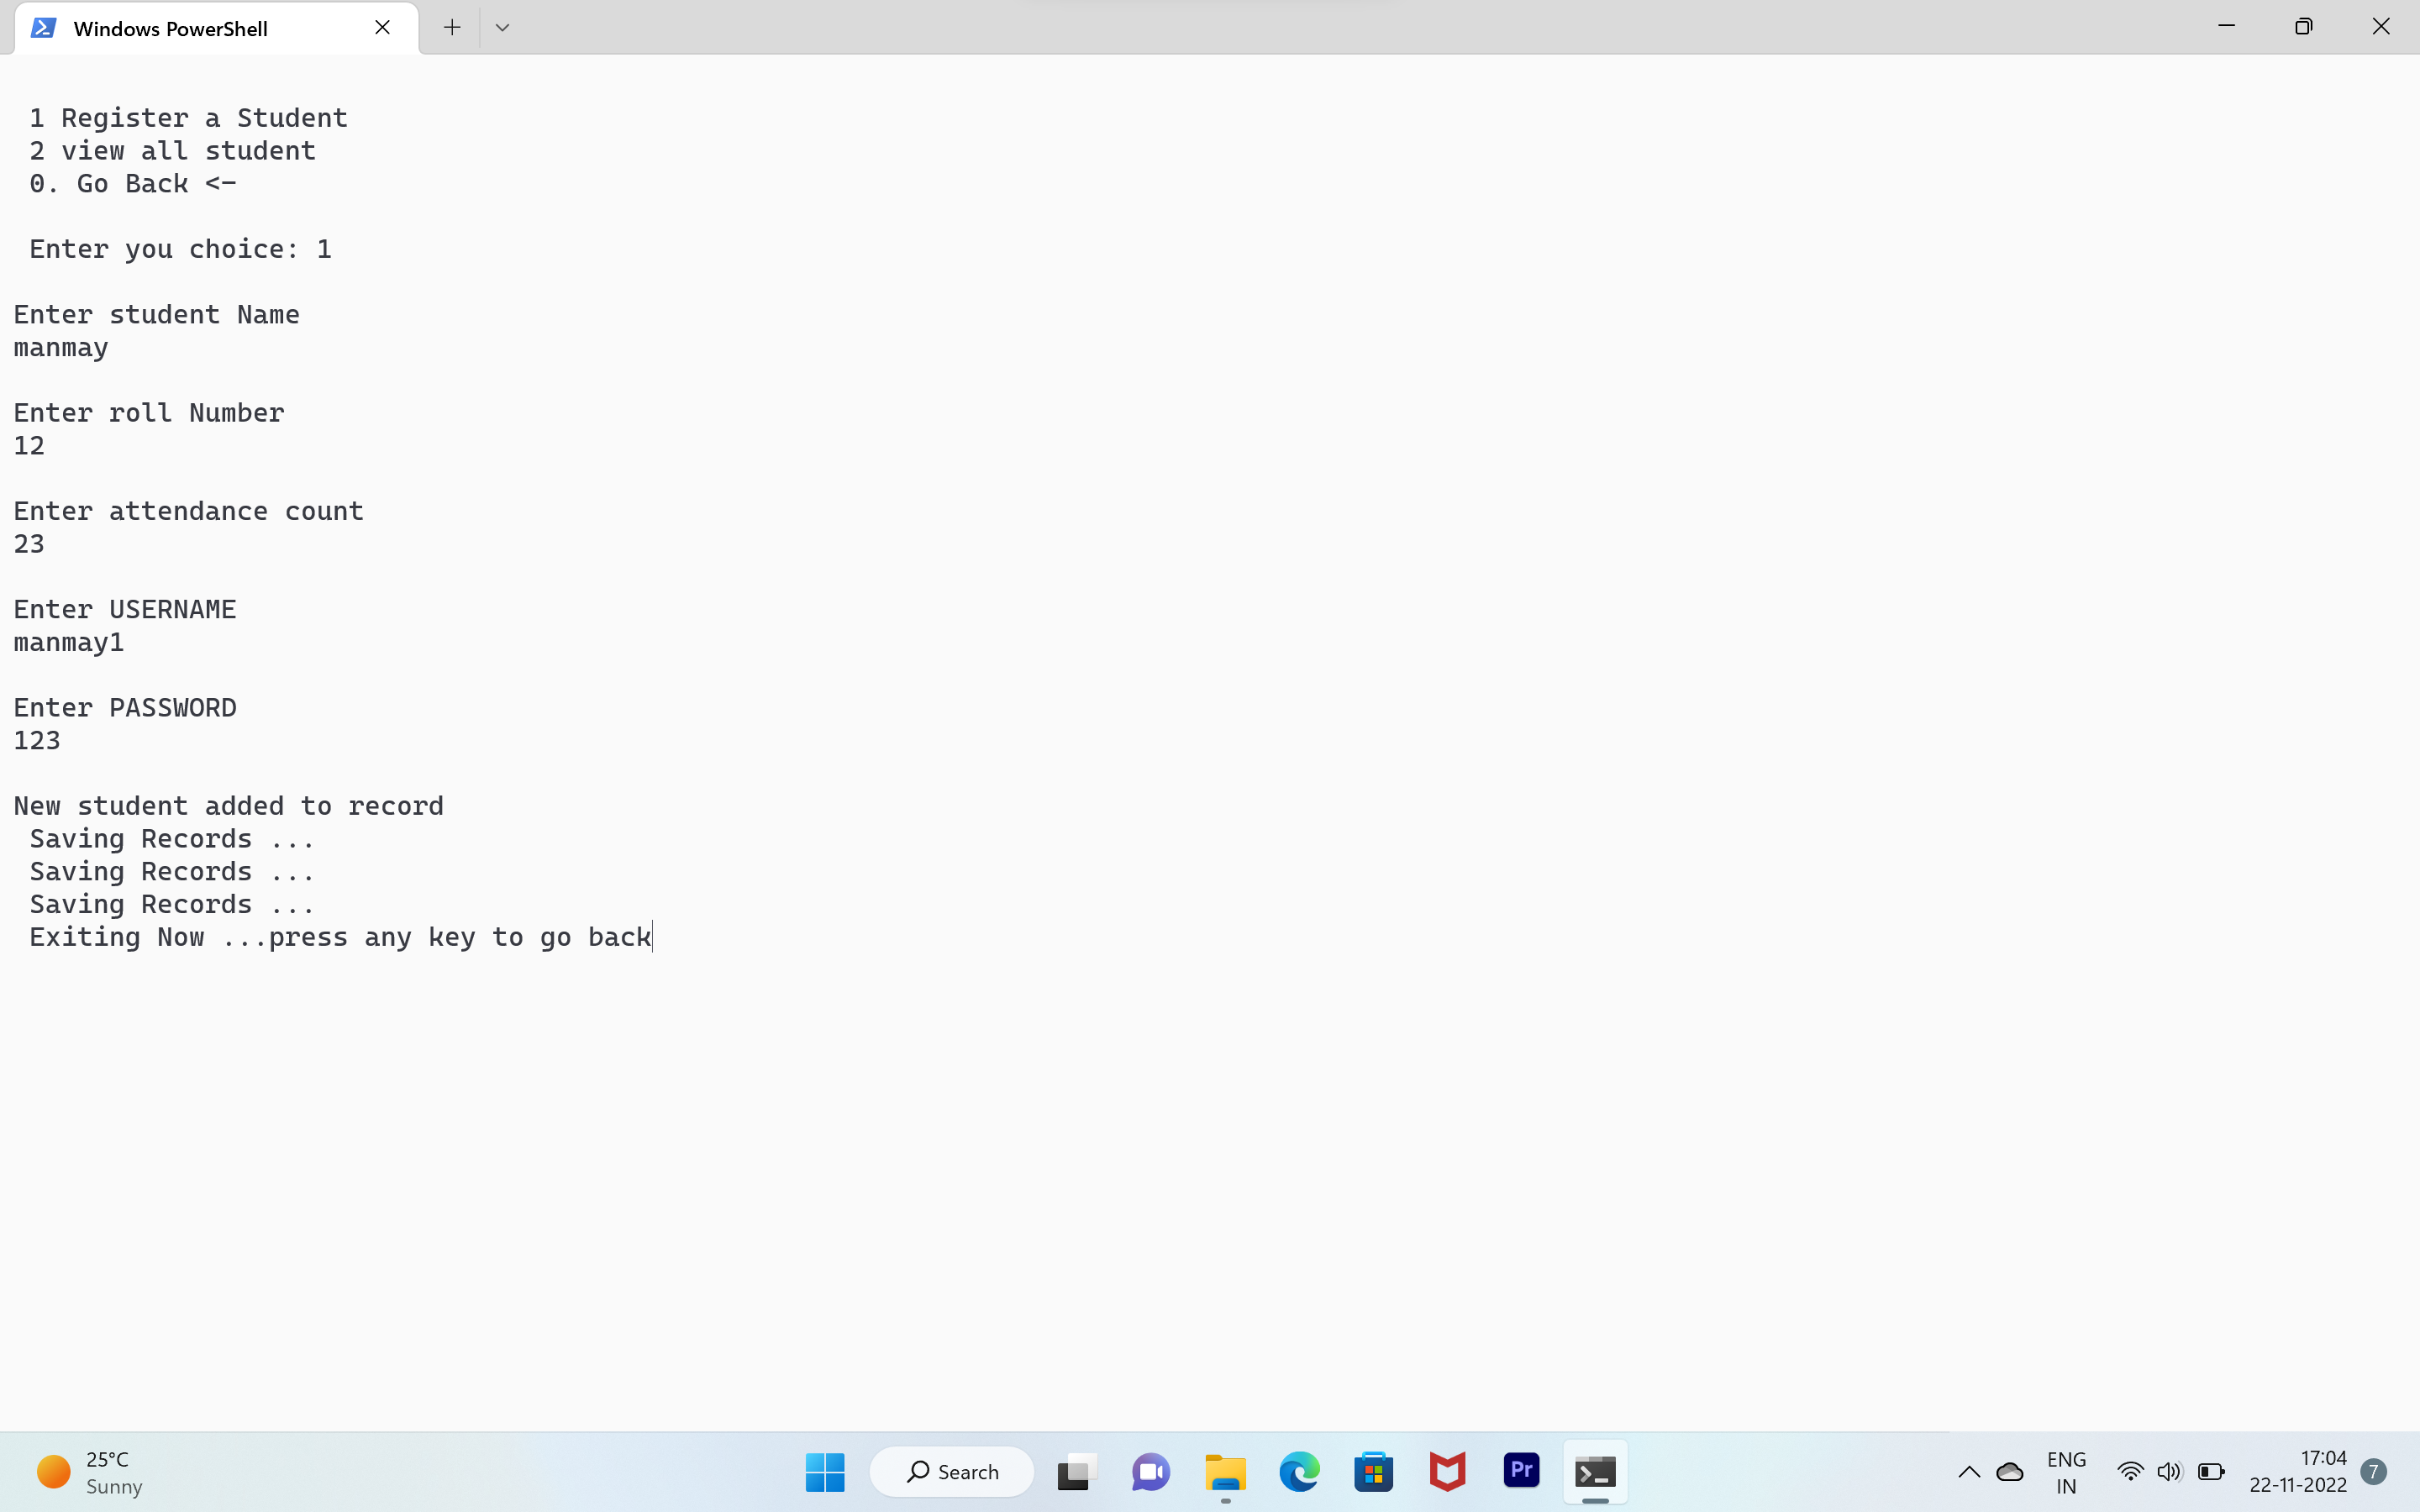 Windows PowerShell
1 Register a Student
2 view all student
0. Go Back <-
Enter you choice: 1
Enter student Name
manmay
Enter roll Number
12
Enter attendance count
23
Enter USERNAME
manmay1
Enter PASSWORD
123
New student added to record
Saving Records ...
Saving Records ...
Saving Records ...
Exiting Now ...press any key to go back
25°C
Sunny
Search
Pr
ENG
IN
17:04
22-11-2022
7